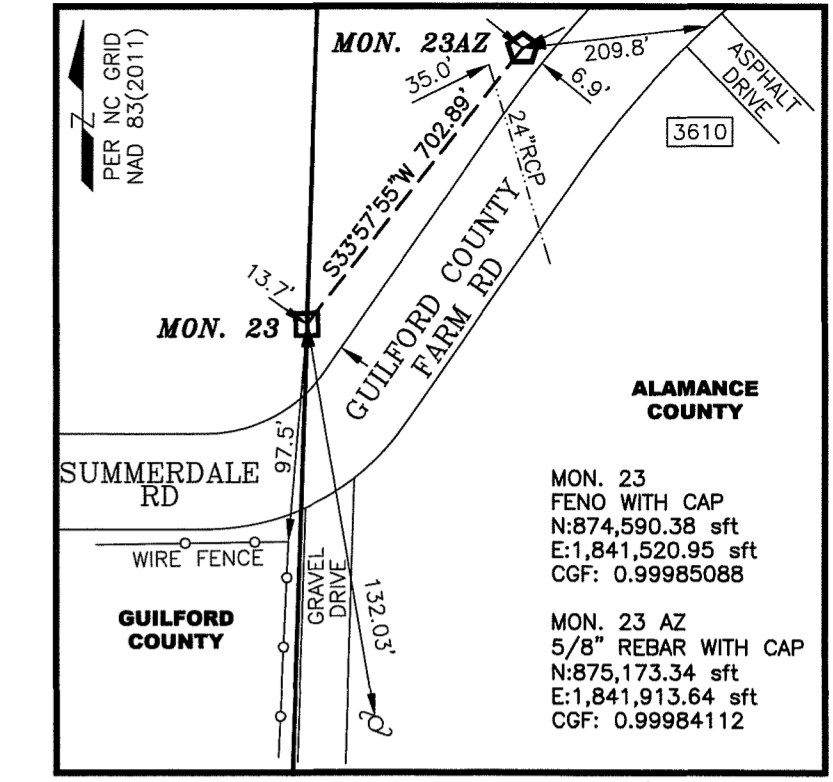 MON. 23AZ
209.8'
35.0'
6.9'
ASPHALT
DRIVE
Z
PER NC GRID
NAD 83(2011)
3610
24"RCP
S33°57'55"W 702.89'
13.7'
MON. 23
GUILFORD COUNTY
FARM RD
ALAMANCE
COUNTY
97.5'
SUMMERDALE
RD
WIRE FENCE
GRAVEL
DRIVE
132.03'
GUILFORD
COUNTY
MON. 23
FENO WITH CAP
N:874,590.38 sft
E:1,841,520.95 sft
CGF: 0.99985088
MON. 23 AZ
5/8" REBAR WITH CAP
N:875,173.34 sft
E:1,841,913.64 sft
CGF: 0.99984112